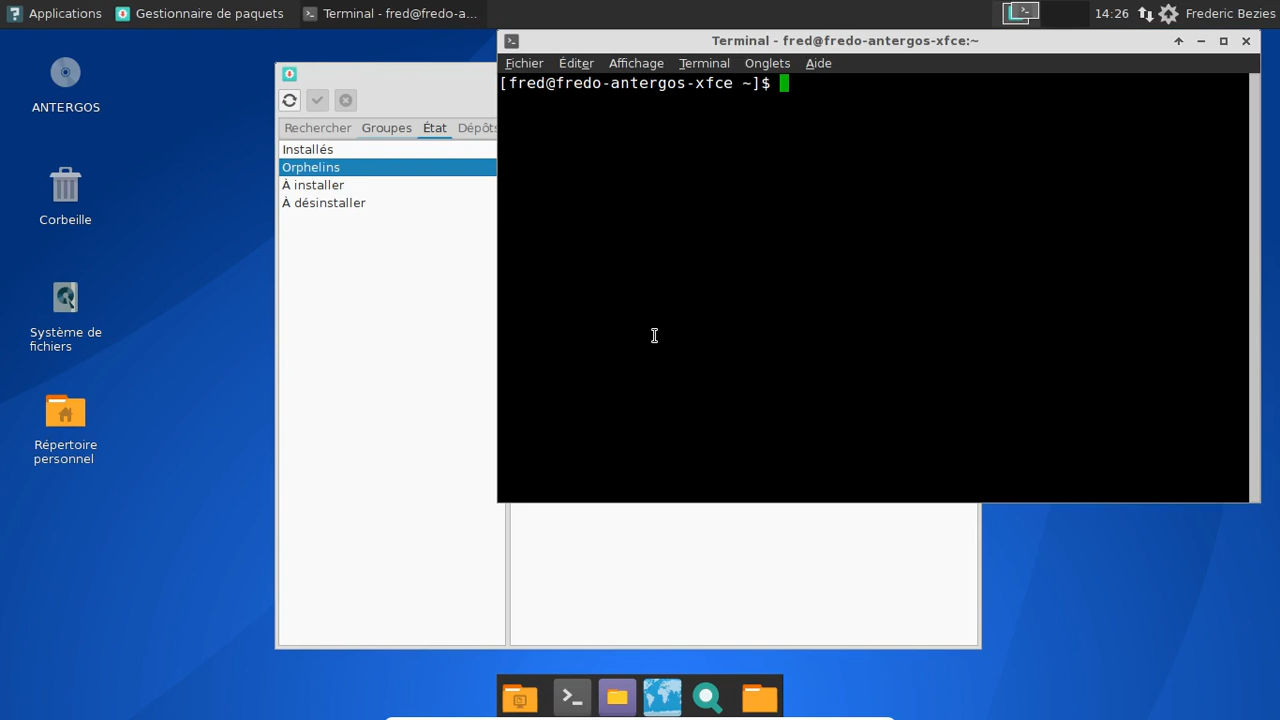 Applications
Gestionnaire de paquets
Terminal - fred@fredo-a...
14:26
Frederic Bezies
Terminal - fred@fredo-antergos-xfce:~
Fichier Éditer Affichage Terminal Onglets Aide
[fred@fredo-antergos-xfce ~]$
Rechercher Groupes État Dépôts
Installés
Orphelins
À installer
À désinstaller
ANTERGOS
Corbeille
Système de
fichiers
Répertoire
personnel